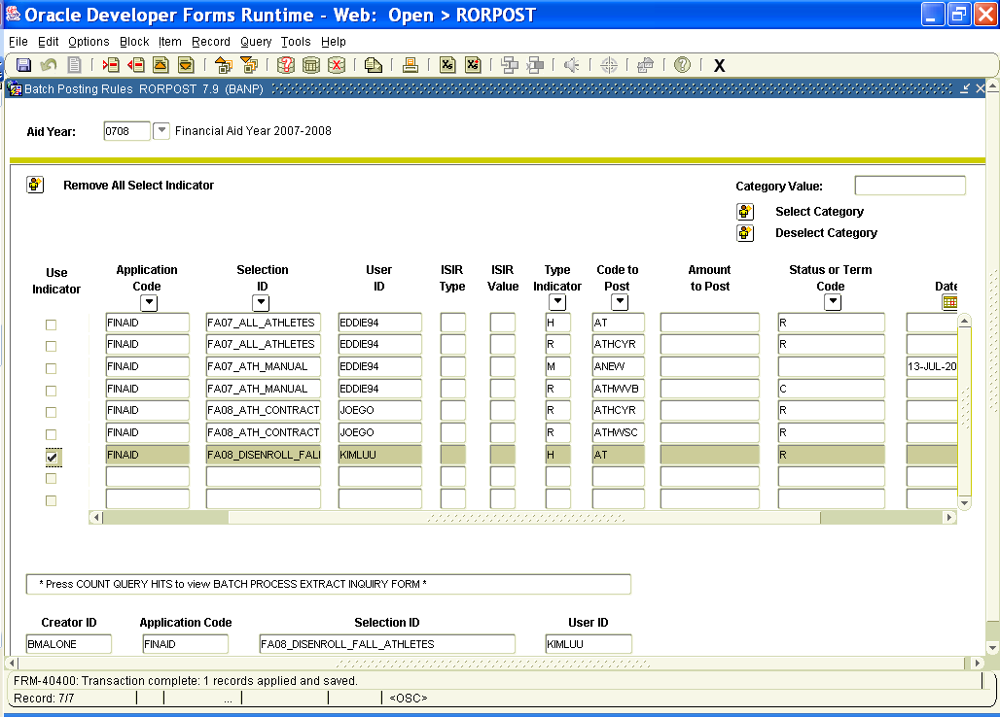 Oracle Developer Forms Runtime - Web: Open > RORPOST
File Edit Options Block Item Record Query Tools Help
Batch Posting Rules RORPOST 7.9 (BANP)
Aid Year: 0708 Financial Aid Year 2007-2008
Remove All Select Indicator
Category Value:
Select Category
Deselect Category
Use Indicator Application Code Selection ID User ID ISIR Type ISIR Value Type Indicator Code to Post Amount to Post Status or Term Code Date
FINAID FA07_ALL_ATHLETES EDDIE94 H AT R
FINAID FA07_ALL_ATHLETES EDDIE94 R ATHCYR R
FINAID FA07_ATH_MANUAL EDDIE94 M ANEW 13-JUL-20
FINAID FA07_ATH_MANUAL EDDIE94 R ATHWVB C
FINAID FA08_ATH_CONTRACT JOEGO R ATHCYR R
FINAID FA08_ATH_CONTRACT JOEGO R ATHWSC R
FINAID FA08_DISENROLL_FALL KIMLUU H AT R
* Press COUNT QUERY HITS to view BATCH PROCESS EXTRACT INQUIRY FORM *
Creator ID Application Code Selection ID User ID
BMALONE FINAID FA08_DISENROLL_FALL_ATHLETES KIMLUU
FRM-40400: Transaction complete: 1 records applied and saved.
Record: 7/7 ... <OSC>